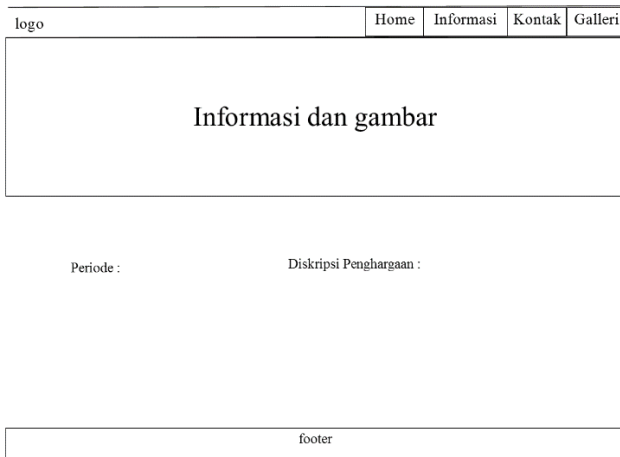 logo
Home Informasi Kontak Galleri
Informasi dan gambar
Periode :
Diskripsi Penghargaan :
footer